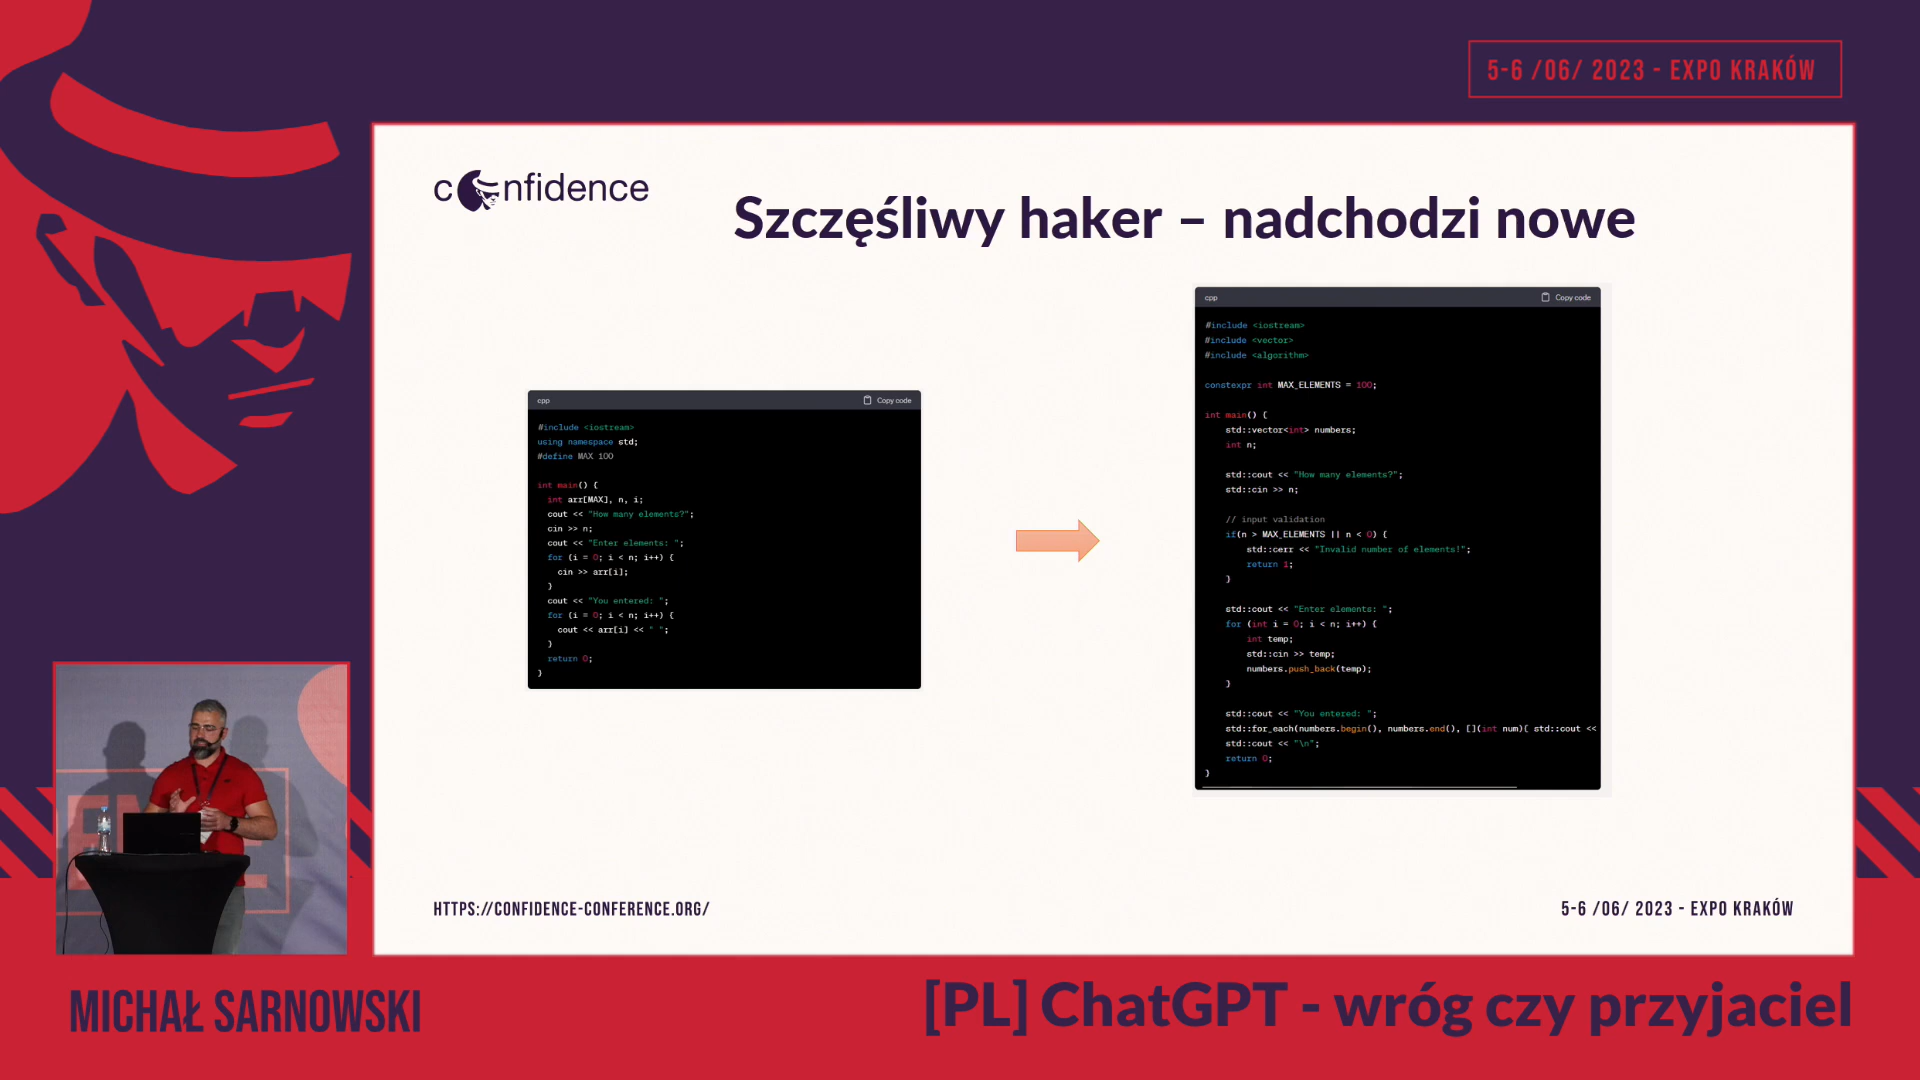 5-6 /06/ 2023 - EXPO KRAKÓW
confidence
Szczęśliwy haker – nadchodzi nowe
cpp
Copy code
#include <iostream>
using namespace std;
#define MAX 100
int main() {
int arr[MAX], n, i;
cout << "How many elements?";
cin >> n;
cout << "Enter elements: ";
for (i = 0; i < n; i++) {
cin >> arr[i];
}
cout << "You entered: ";
for (i = 0; i < n; i++) {
cout << arr[i] << " ";
}
return 0;
}
cpp
Copy code
#include <iostream>
#include <vector>
#include <algorithm>
constexpr int MAX_ELEMENTS = 100;
int main() {
std::vector<int> numbers;
int n;
std::cout << "How many elements?";
std::cin >> n;
// input validation
if(n > MAX_ELEMENTS || n < 0) {
std::cerr << "Invalid number of elements!";
return 1;
}
std::cout << "Enter elements: ";
for (int i = 0; i < n; i++) {
int temp;
std::cin >> temp;
numbers.push_back(temp);
}
std::cout << "You entered: ";
std::for_each(numbers.begin(), numbers.end(), [](int num){ std::cout <<
std::cout << "\n";
return 0;
}
HTTPS://CONFIDENCE-CONFERENCE.ORG/
5-6 /06/ 2023 - EXPO KRAKÓW
MICHAŁ SARNOWSKI
[PL] ChatGPT - wróg czy przyjaciel